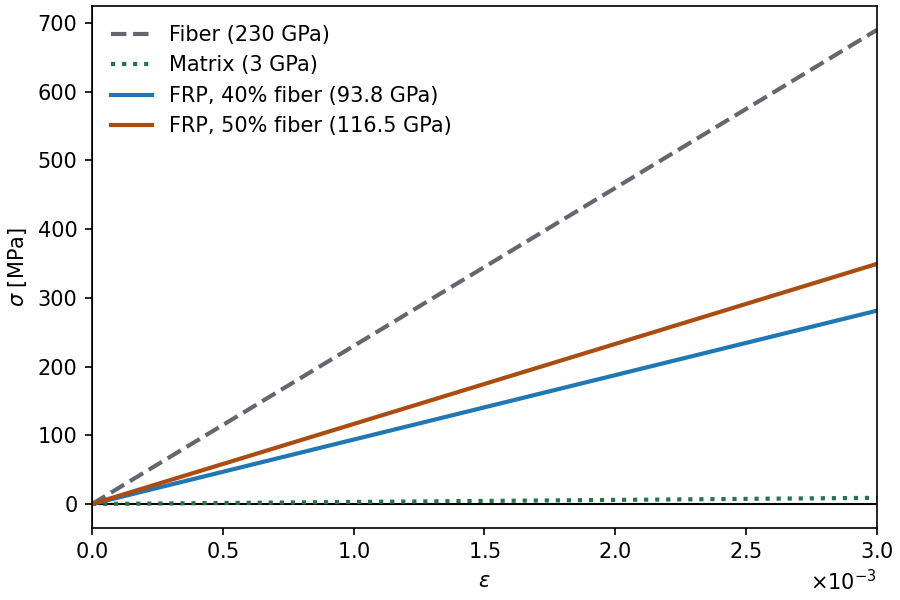 700
600
500
400
300
200
100
0
σ [MPa]
Fiber (230 GPa)
Matrix (3 GPa)
FRP, 40% fiber (93.8 GPa)
FRP, 50% fiber (116.5 GPa)
0.0 0.5 1.0 1.5 2.0 2.5 3.0
ε
×10⁻³